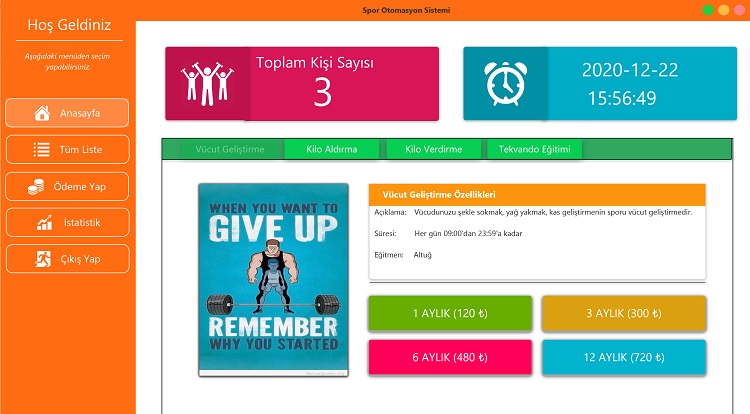 Spor Otomasyon Sistemi
Hoş Geldiniz
Aşağıdaki menüden seçim
yapabilirsiniz.
Anasayfa
Tüm Liste
Ödeme Yap
İstatistik
Çıkış Yap
Toplam Kişi Sayısı
3
2020-12-22
15:56:49
Vücut Geliştirme
Kilo Aldırma
Kilo Verdirme
Tekvando Eğitimi
WHEN YOU WANT TO
GIVE UP
REMEMBER
WHY YOU STARTED
Vücut Geliştirme Özellikleri
Açıklama: Vücudunuzu şekle sokmak, yağ yakmak, kas geliştirmenin sporu vücut geliştirmedir.
Süresi: Her gün 09:00'dan 23:59'a kadar
Eğitmen: Altuğ
1 AYLIK (120 ₺)
3 AYLIK (300 ₺)
6 AYLIK (480 ₺)
12 AYLIK (720 ₺)